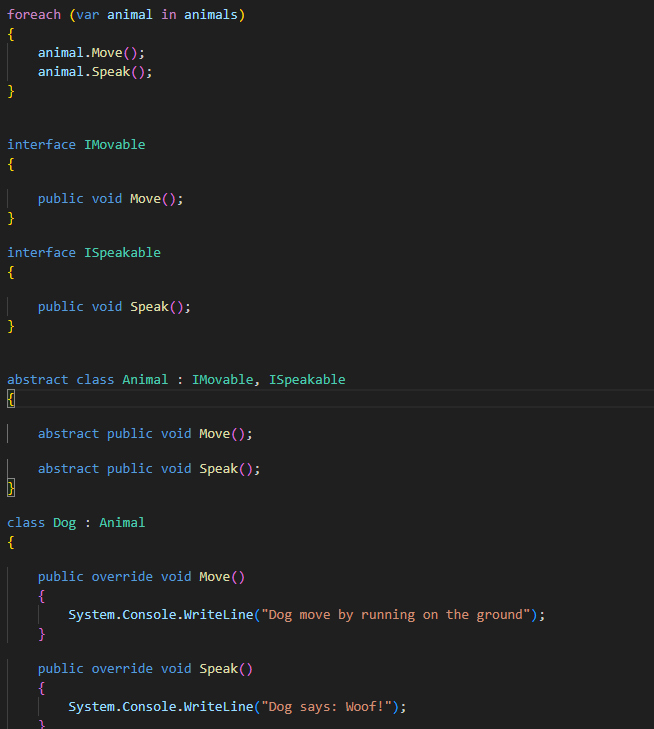 foreach (var animal in animals)
{
    animal.Move();
    animal.Speak();
}
interface IMovable
{
    public void Move();
}
interface ISpeakable
{
    public void Speak();
}
abstract class Animal : IMovable, ISpeakable
{
    abstract public void Move();
    abstract public void Speak();
}
class Dog : Animal
{
    public override void Move()
    {
        System.Console.WriteLine("Dog move by running on the ground");
    }
    public override void Speak()
    {
        System.Console.WriteLine("Dog says: Woof!");
    }